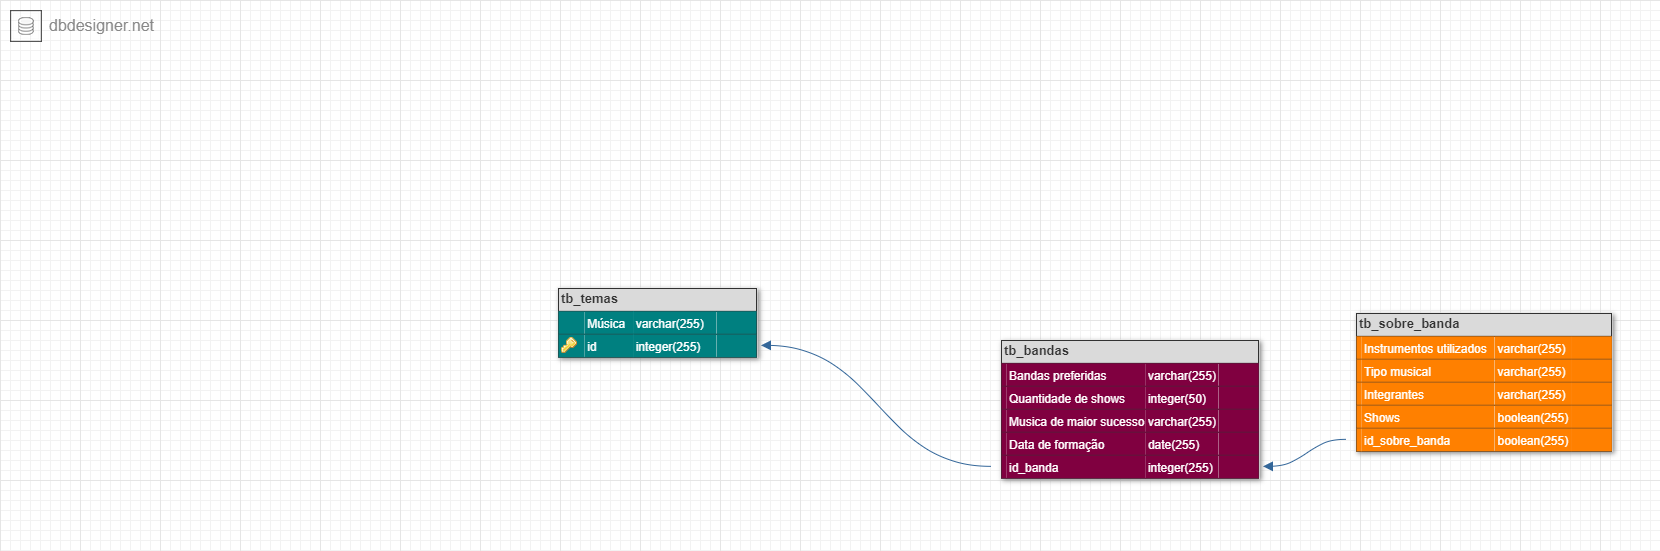 dbdesigner.net
tb_temas
Música varchar(255)
id integer(255)
tb_bandas
Bandas preferidas varchar(255)
Quantidade de shows integer(50)
Musica de maior sucesso varchar(255)
Data de formação date(255)
id_banda integer(255)
tb_sobre_banda
Instrumentos utilizados varchar(255)
Tipo musical varchar(255)
Integrantes varchar(255)
Shows boolean(255)
id_sobre_banda boolean(255)